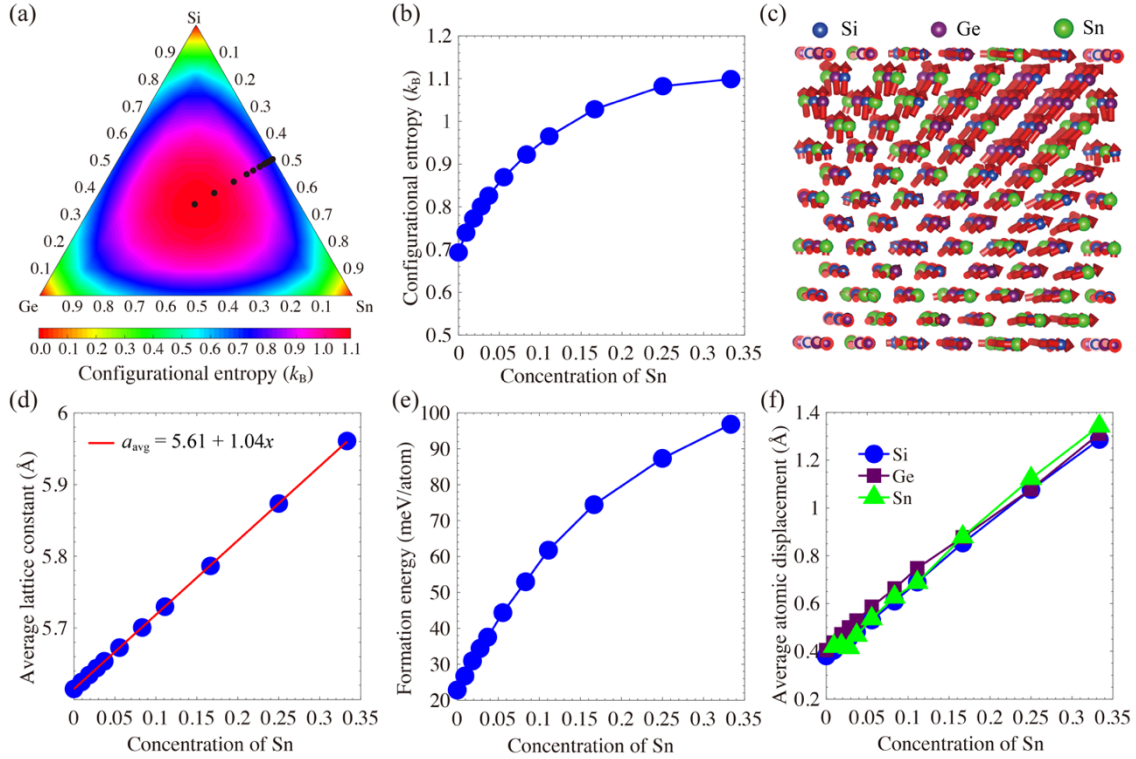 (a)
Si
0.9 0.1
0.8 0.2
0.7 0.3
0.6 0.4
0.5 0.5
0.4 0.6
0.3 0.7
0.2 0.8
0.1 0.9
Ge 0.1 0.2 0.3 0.4 0.5 0.5 0.3 0.2 0.1 Sn
0.0 0.1 0.2 0.3 0.4 0.5 0.6 0.7 0.8 0.9 1.0 1.1
Configurational entropy (kB)
(b)
Configurational entropy (kB)
1.2
1.1
1
0.9
0.8
0.7
0.6
0.5
0 0.05 0.1 0.15 0.2 0.25 0.3 0.35
Concentration of Sn
(c)
Si Ge Sn
(d)
Average lattice constant (Å)
6
5.9
5.8
5.7
aavg = 5.61 + 1.04x
0 0.05 0.1 0.15 0.2 0.25 0.3 0.35
Concentration of Sn
(e)
Formation energy (meV/atom)
100
90
80
70
60
50
40
30
20
0 0.05 0.1 0.15 0.2 0.25 0.3 0.35
Concentration of Sn
(f)
Average atomic displacement (Å)
1.4
1.2
1
0.8
0.6
0.4
0.2
Si
Ge
Sn
0 0.05 0.1 0.15 0.2 0.25 0.3 0.35
Concentration of Sn